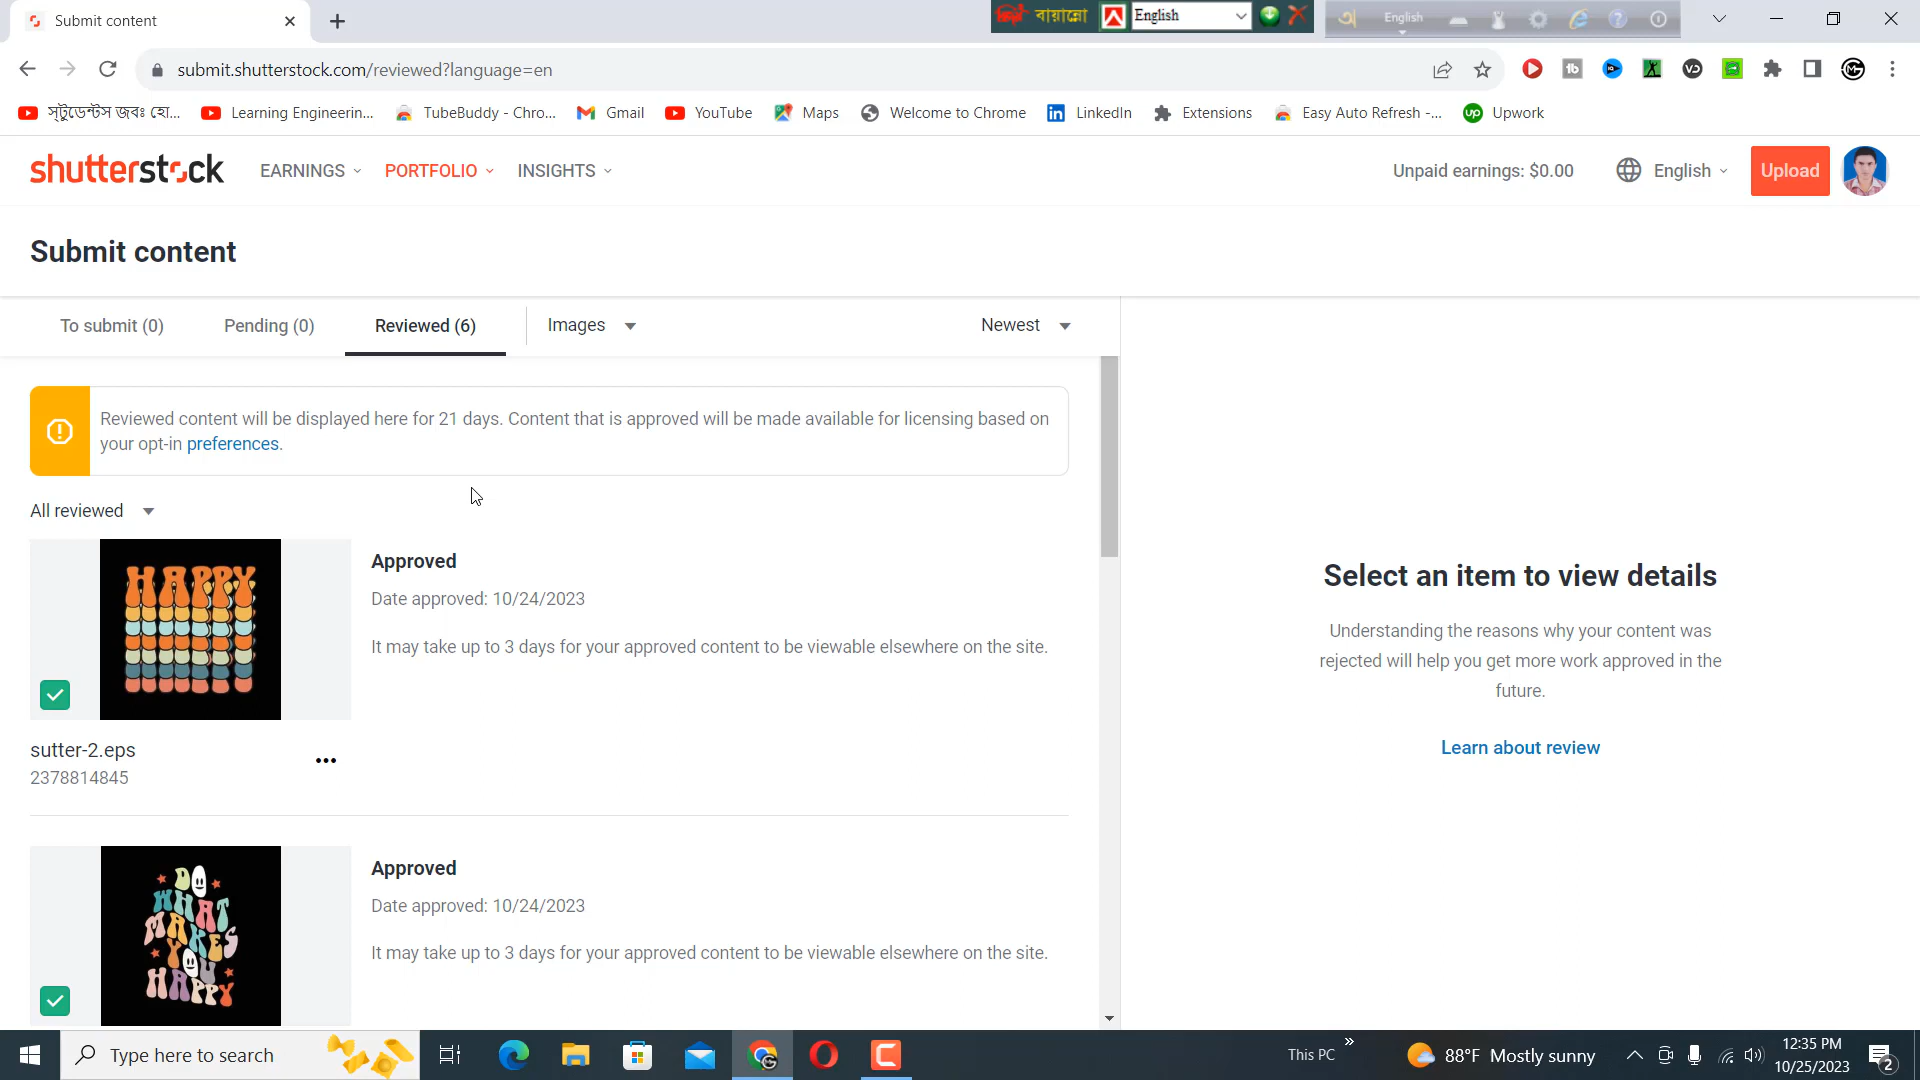 Submit content
বায়ান্নো
English
English
submit.shutterstock.com/reviewed?language=en
স্টুডেন্টস জবঃ হো...
Learning Engineerin...
TubeBuddy - Chro...
Gmail
YouTube
Maps
Welcome to Chrome
LinkedIn
Extensions
Easy Auto Refresh -...
Upwork
shutterstock
EARNINGS
PORTFOLIO
INSIGHTS
Unpaid earnings: $0.00
English
Upload
Submit content
To submit (0)
Pending (0)
Reviewed (6)
Images
Newest
Reviewed content will be displayed here for 21 days. Content that is approved will be made available for licensing based on
your opt-in preferences.
All reviewed
HAPPY
Approved
Date approved: 10/24/2023
It may take up to 3 days for your approved content to be viewable elsewhere on the site.
sutter-2.eps
2378814845
DO
WHAT
MAKES
YOU
HAPPY
Approved
Date approved: 10/24/2023
It may take up to 3 days for your approved content to be viewable elsewhere on the site.
Select an item to view details
Understanding the reasons why your content was
rejected will help you get more work approved in the
future.
Learn about review
Type here to search
This PC
88°F Mostly sunny
12:35 PM
10/25/2023
2